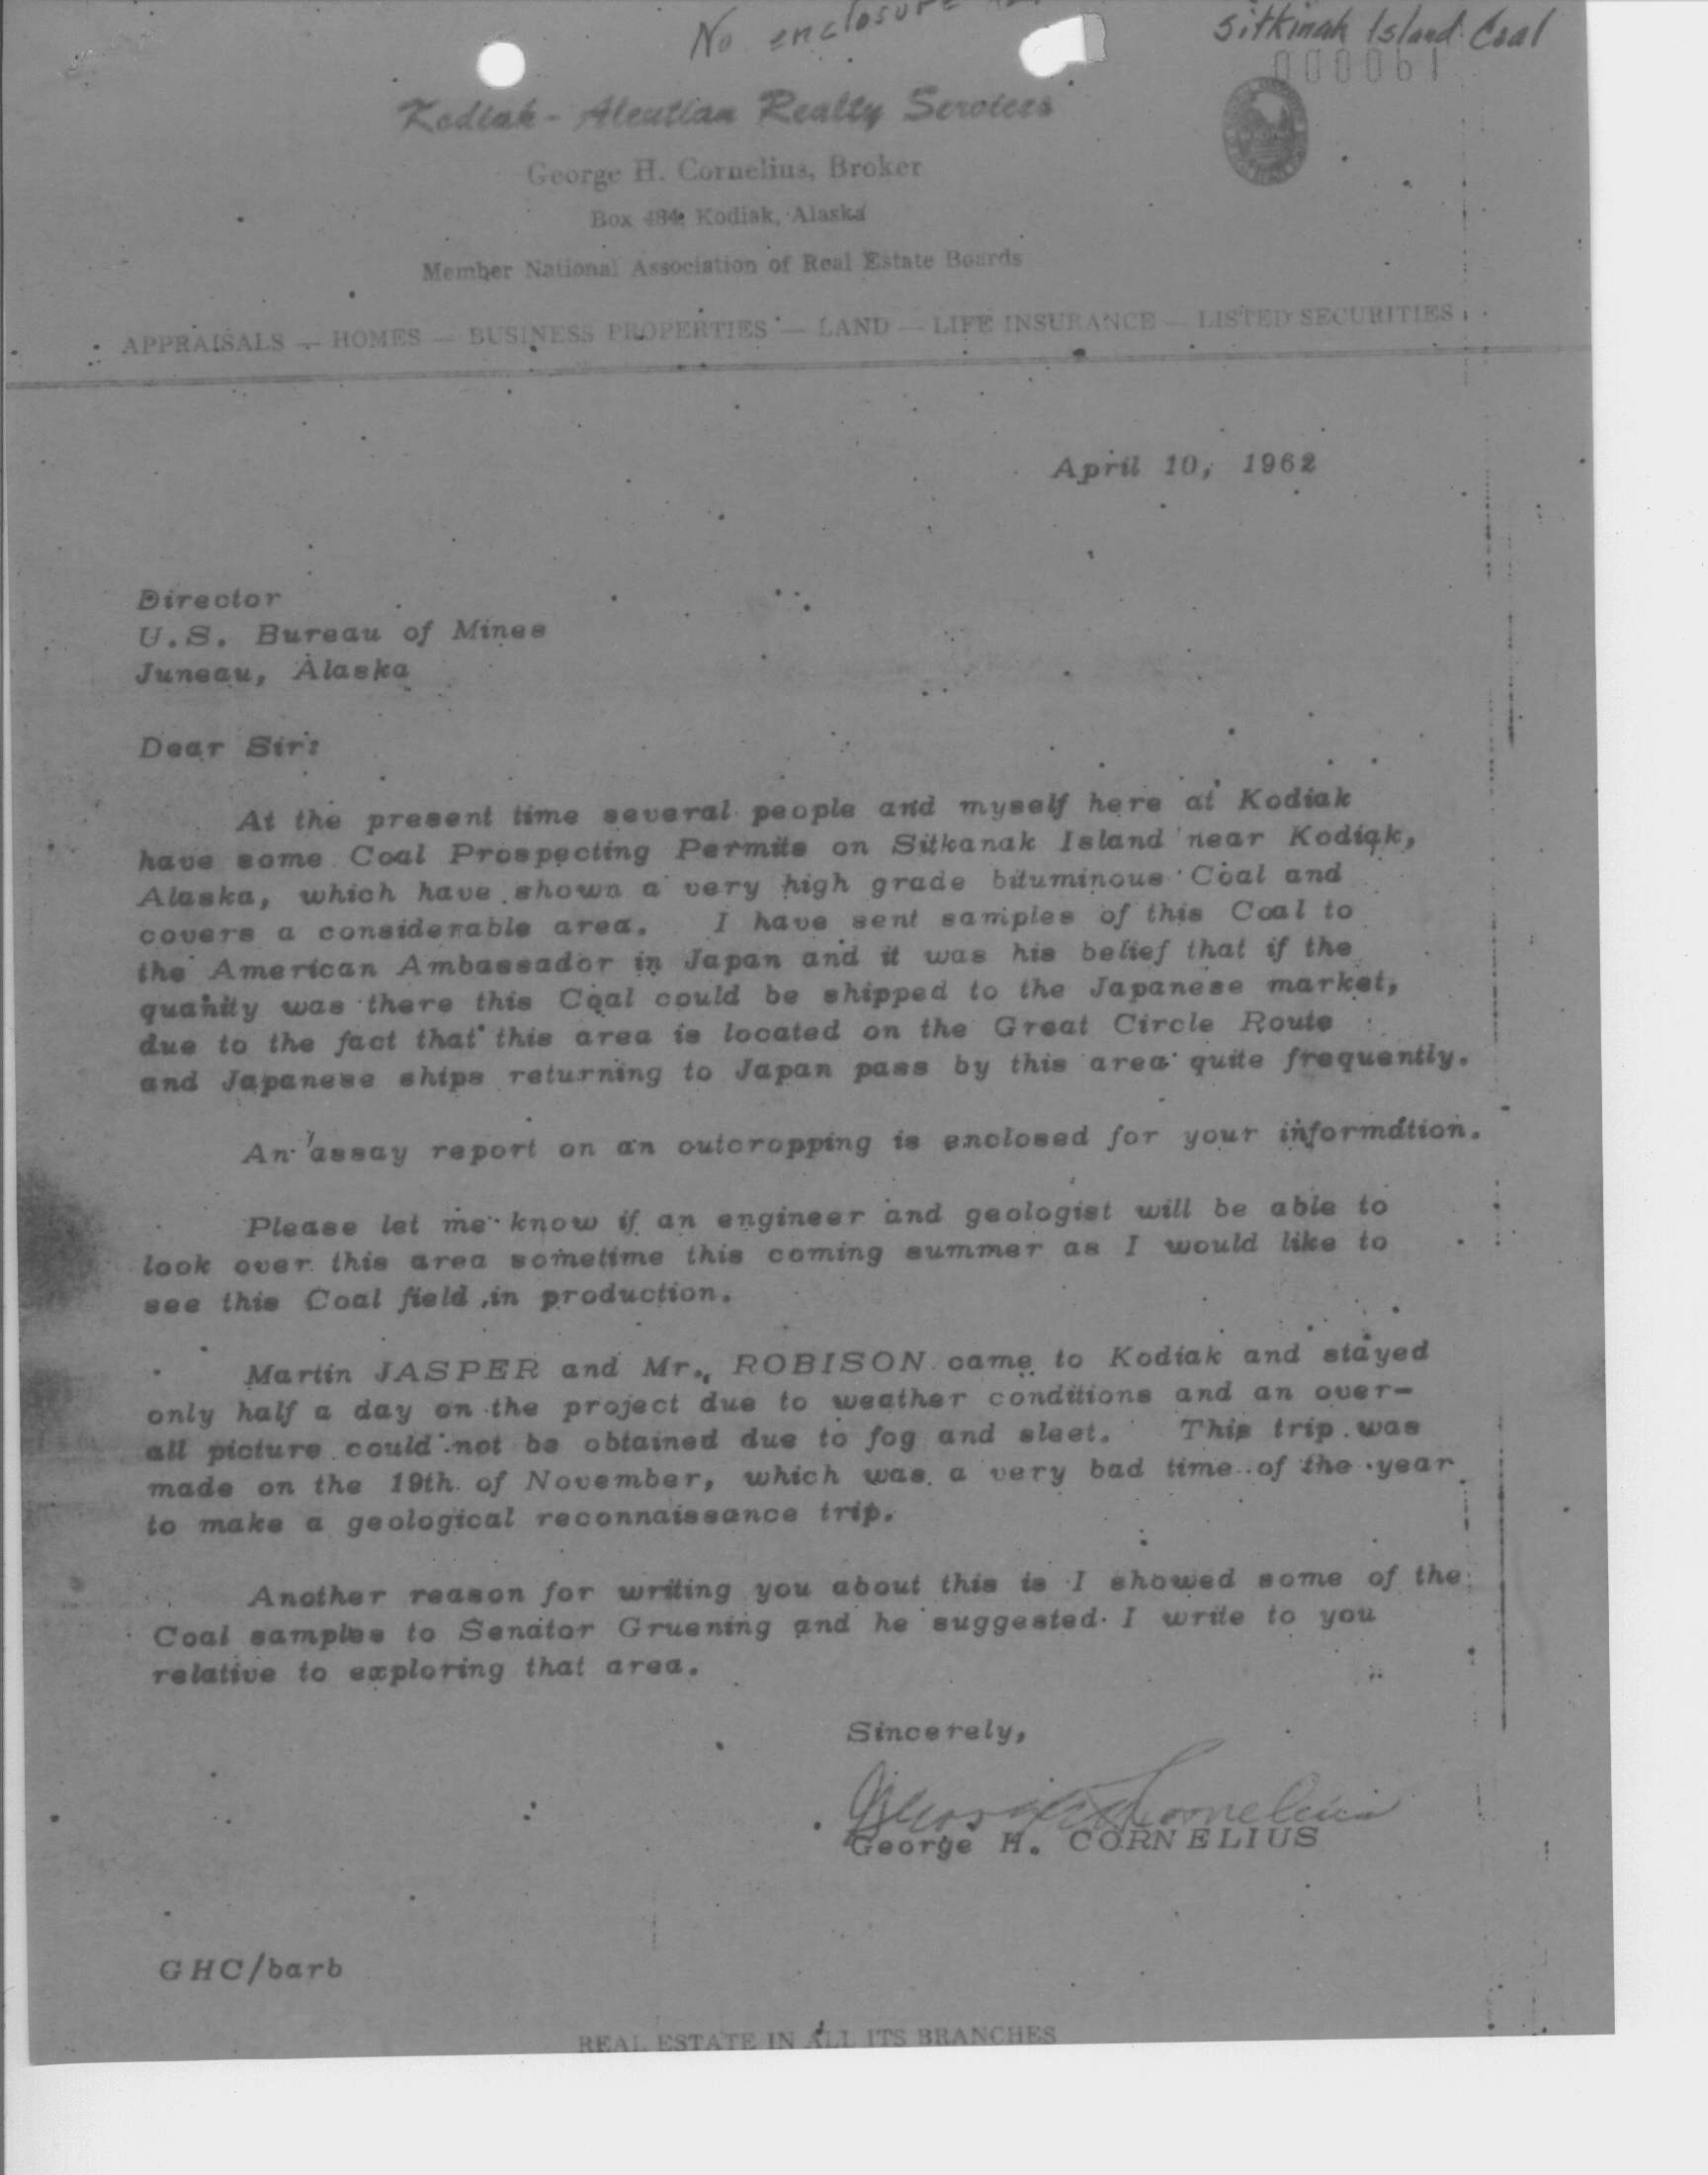 No enclosure
Sitkinak Island Coal
000061
Kodiak - Aleutian Realty Services
George H. Cornelius, Broker
Box 484, Kodiak, Alaska
Member National Association of Real Estate Boards
APPRAISALS — HOMES — BUSINESS PROPERTIES — LAND — LIFE INSURANCE — LISTED SECURITIES
April 10, 1962
Director
U.S. Bureau of Mines
Juneau, Alaska
Dear Sir:
At the present time several people and myself here at Kodiak
have some Coal Prospecting Permits on Sitkanak Island near Kodiak,
Alaska, which have shown a very high grade bituminous Coal and
covers a considerable area. I have sent samples of this Coal to
the American Ambassador in Japan and it was his belief that if the
quanity was there this Coal could be shipped to the Japanese market,
due to the fact that this area is located on the Great Circle Route
and Japanese ships returning to Japan pass by this area quite frequently.
An assay report on an outcropping is enclosed for your information.
Please let me know if an engineer and geologist will be able to
look over this area sometime this coming summer as I would like to
see this Coal field in production.
Martin JASPER and Mr., ROBISON came to Kodiak and stayed
only half a day on the project due to weather conditions and an over-
all picture could not be obtained due to fog and sleet. This trip was
made on the 19th of November, which was a very bad time of the year
to make a geological reconnaissance trip.
Another reason for writing you about this is I showed some of the
Coal samples to Senator Gruening and he suggested I write to you
relative to exploring that area.
Sincerely,
George H. Cornelius
George H. CORNELIUS
GHC/barb
REAL ESTATE IN ALL ITS BRANCHES